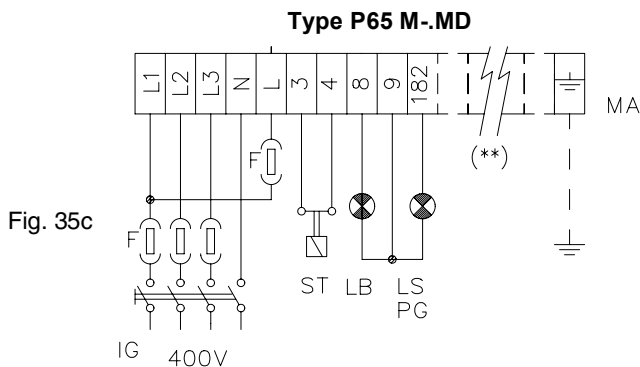 Type P65 M-.MD
L1 L2 L3 N L 3 4 8 9 182
MA
(**)
F
Fig. 35c
F
ST LB LS
PG
IG 400V